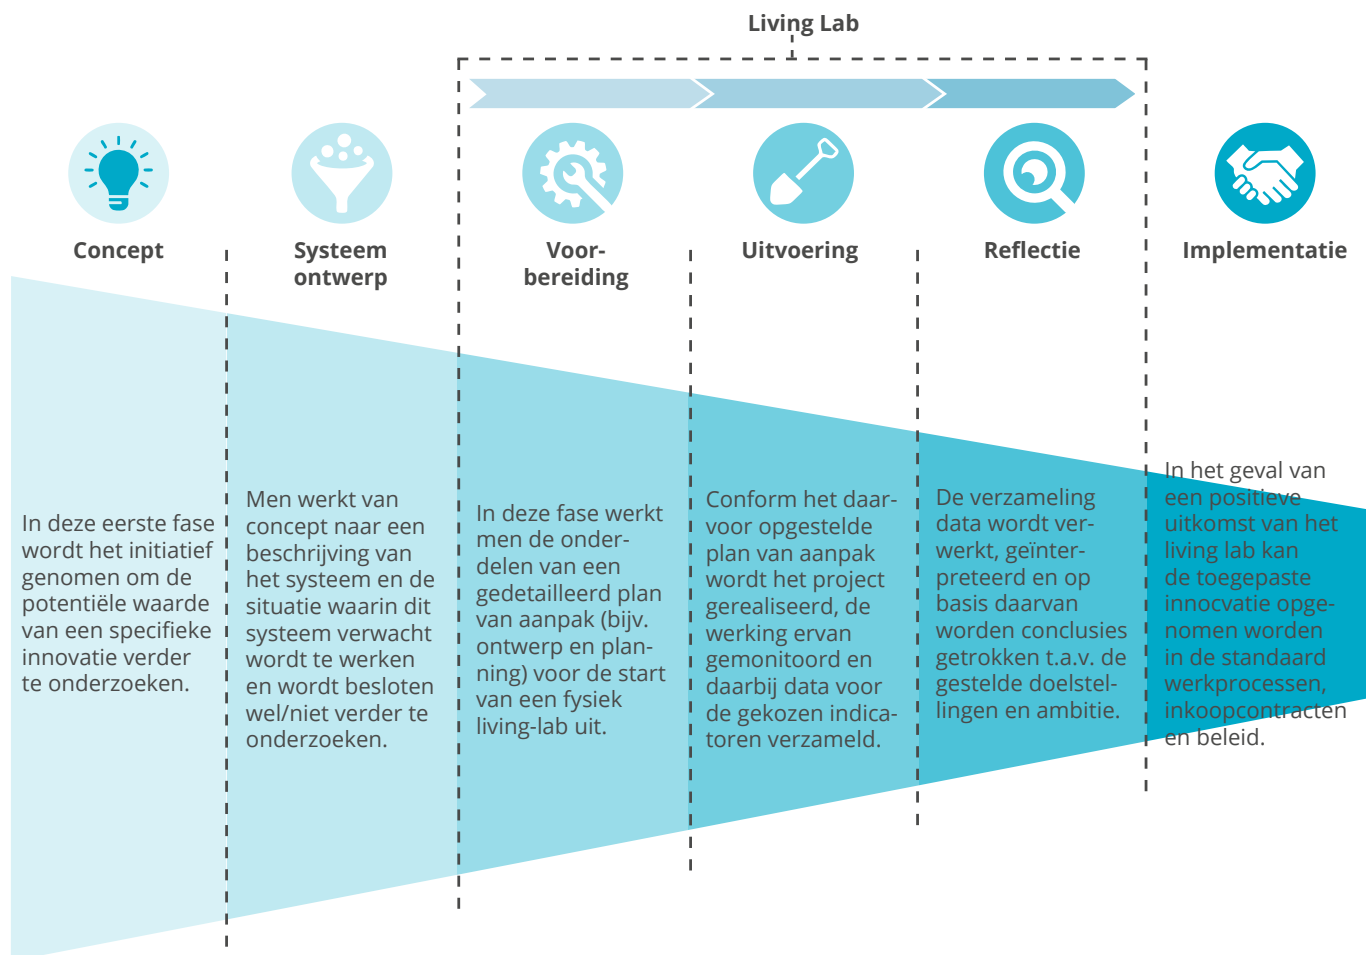 Living Lab
Concept
Systeem
ontwerp
Voor-
bereiding
Uitvoering
Reflectie
Implementatie
In deze eerste fase
wordt het initiatief
genomen om de
potentiële waarde
van een specifieke
innovatie verder
te onderzoeken.
Men werkt van
concept naar een
beschrijving van
het systeem en de
situatie waarin dit
systeem verwacht
wordt te werken
en wordt besloten
wel/niet verder te
onderzoeken.
In deze fase werkt
men de onder-
delen van een
gedetailleerd plan
van aanpak (bijv.
ontwerp en plan-
ning) voor de start
van een fysiek
living-lab uit.
Conform het daar-
voor opgestelde
plan van aanpak
wordt het project
gerealiseerd, de
werking ervan
gemonitoord en
daarbij data voor
de gekozen indica-
toren verzameld.
De verzameling
data wordt ver-
werkt, geïnter-
preteerd en op
basis daarvan
worden conclusies
getrokken t.a.v. de
gestelde doelstel-
lingen en ambitie.
In het geval van
een positieve
uitkomst van het
living lab kan
de toegepaste
innocvatie opge-
nomen worden
in de standaard
werkprocessen,
inkoopcontracten
en beleid.